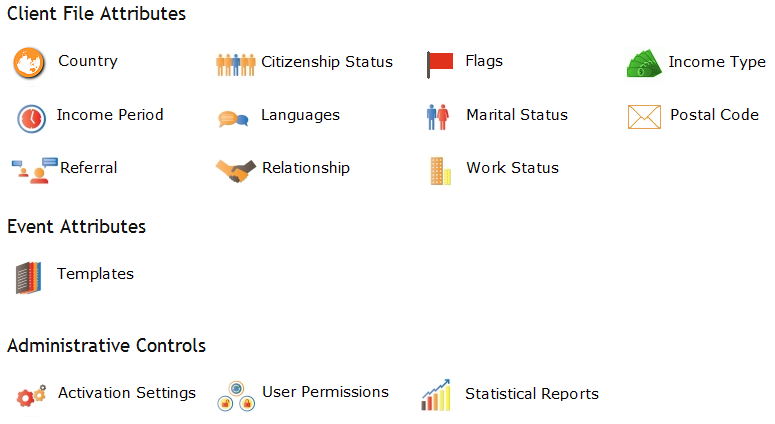 Client File Attributes
Country
Citizenship Status
Flags
Income Type
Income Period
Languages
Marital Status
Postal Code
Referral
Relationship
Work Status
Event Attributes
Templates
Administrative Controls
Activation Settings
User Permissions
Statistical Reports